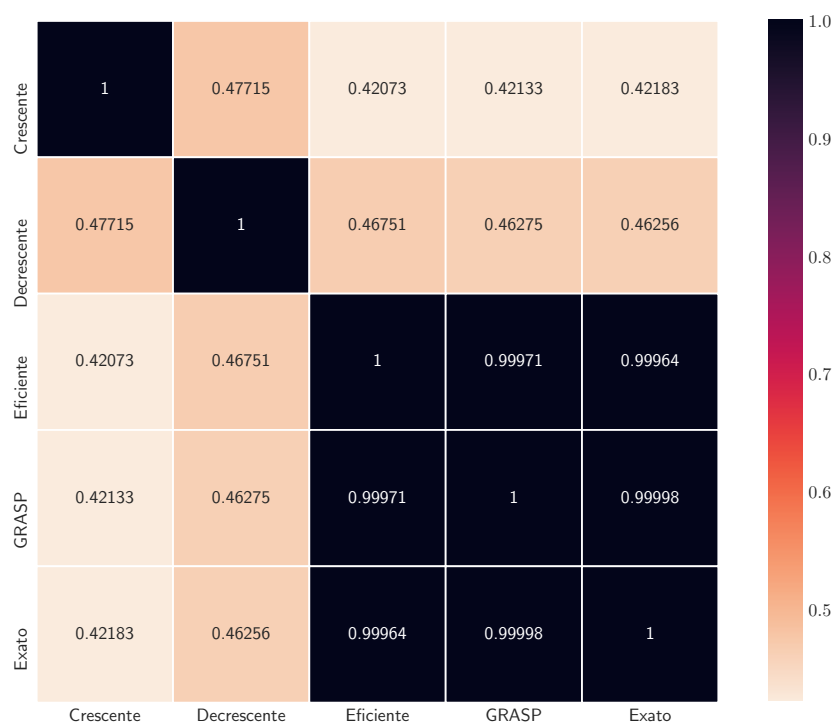 Crescente 1 0.47715 0.42073 0.42133 0.42183
Decrescente 0.47715 1 0.46751 0.46275 0.46256
Eficiente 0.42073 0.46751 1 0.99971 0.99964
GRASP 0.42133 0.46275 0.99971 1 0.99998
Exato 0.42183 0.46256 0.99964 0.99998 1
Crescente Decrescente Eficiente GRASP Exato
1.0
0.9
0.8
0.7
0.6
0.5